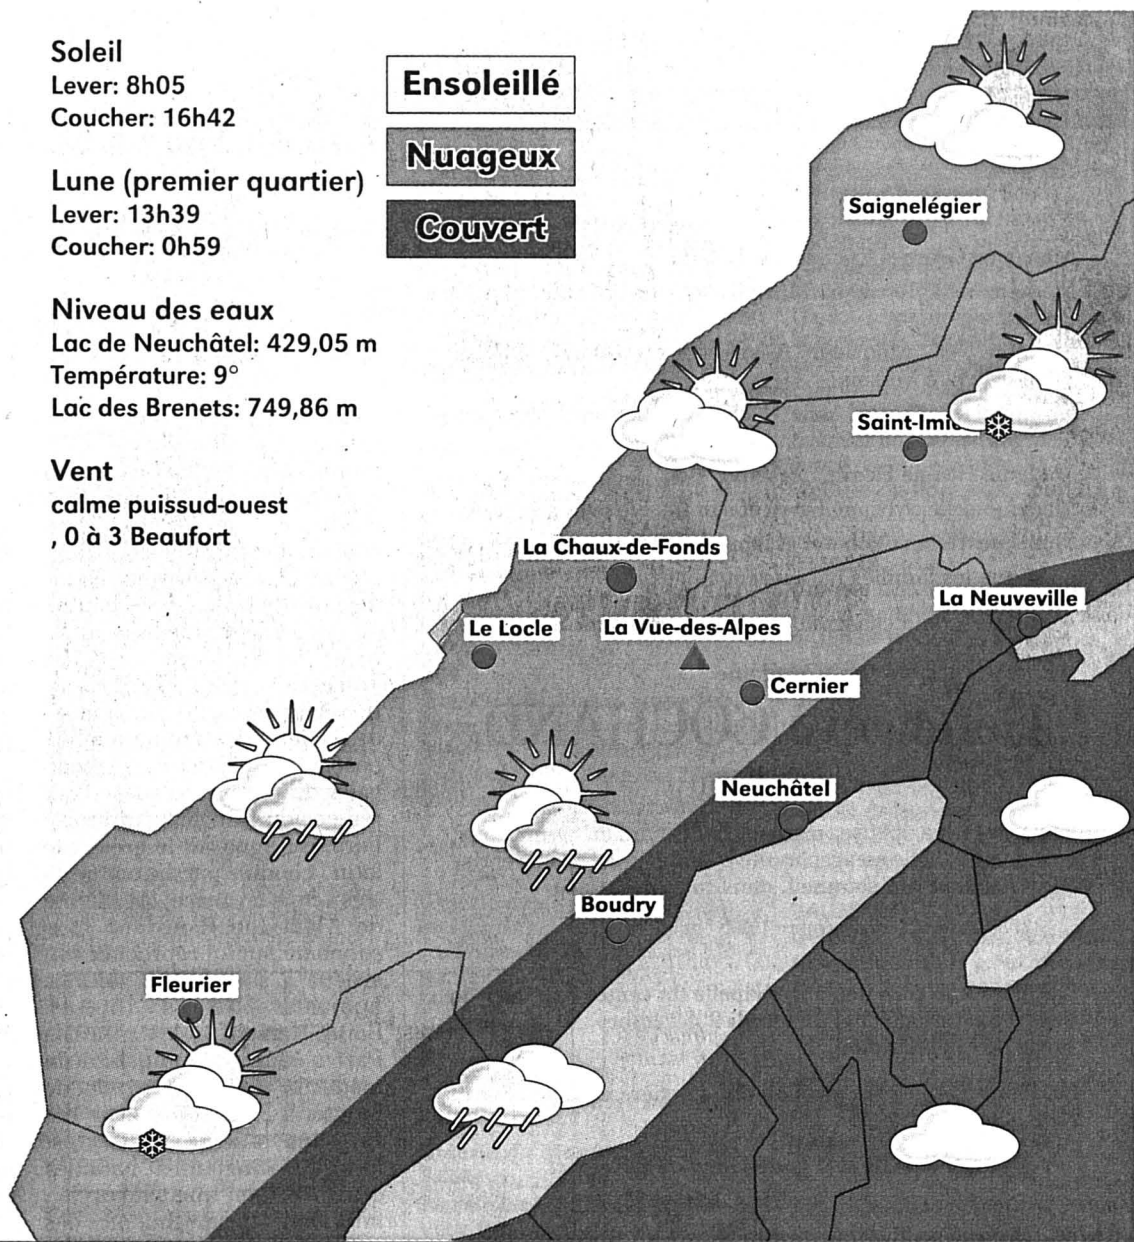 Soleil
Lever: 8h05
Coucher: 16h42
Lune (premier quartier)
Lever: 13h39
Coucher: 0h59
Niveau des eaux
Lac de Neuchâtel: 429,05 m
Température: 9°
Lac des Brenets: 749,86 m
Vent
calme puissud-ouest
, 0 à 3 Beaufort
Ensoleillé
Nuageux
Couvert
Saignelégier
La Chaux-de-Fonds
Le Locle
La Vue-des-Alpes
La Neuveville
Cernier
Neuchâtel
Boudry
Fleurier